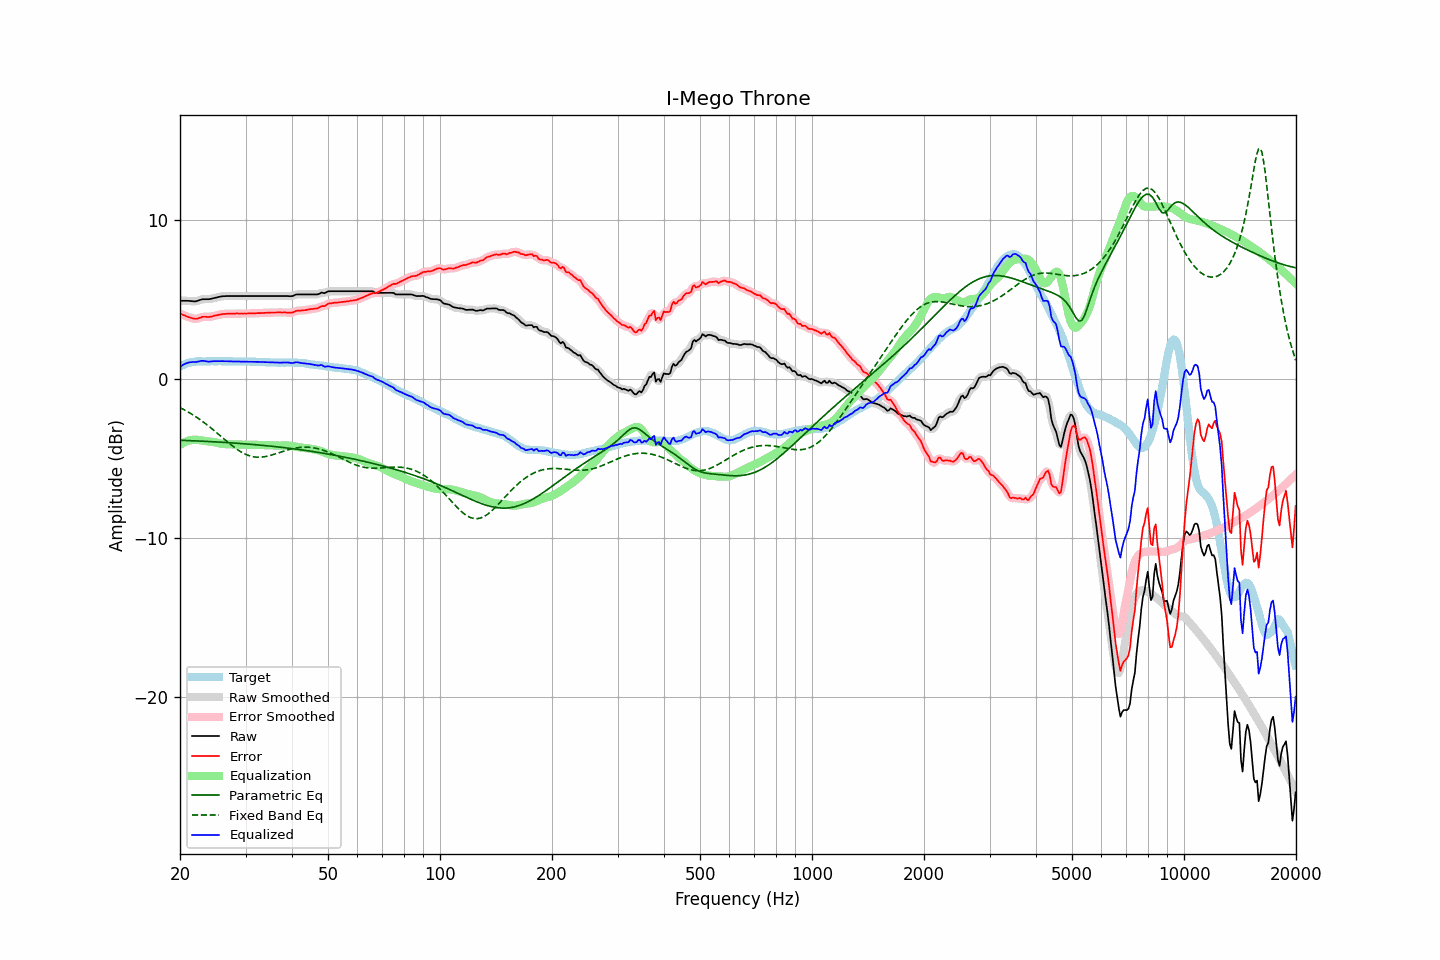 I-Mego Throne
Amplitude (dBr)
10
0
−10
−20
Target
Raw Smoothed
Error Smoothed
Raw
Error
Equalization
Parametric Eq
Fixed Band Eq
Equalized
20 50 100 200 500 1000 2000 5000 10000 20000
Frequency (Hz)